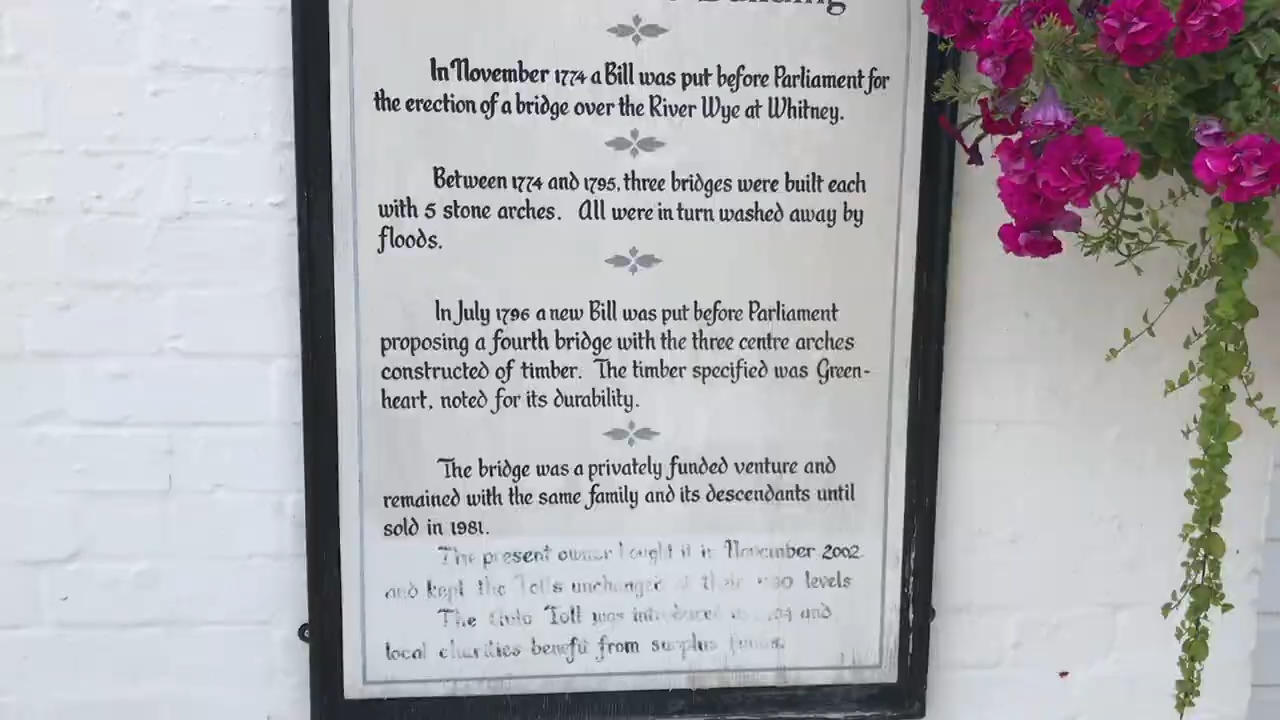 Building
In November 1774 a Bill was put before Parliament for
the erection of a bridge over the River Wye at Whitney.
Between 1774 and 1795, three bridges were built each
with 5 stone arches. All were in turn washed away by
floods.
In July 1796 a new Bill was put before Parliament
proposing a fourth bridge with the three centre arches
constructed of timber. The timber specified was Green-
heart, noted for its durability.
The bridge was a privately funded venture and
remained with the same family and its descendants until
sold in 1981.
The present owner bought it in November 2002
and kept the Tolls unchanged at their levels
The Toll was introduced and
local charities benefit from surplus funds.